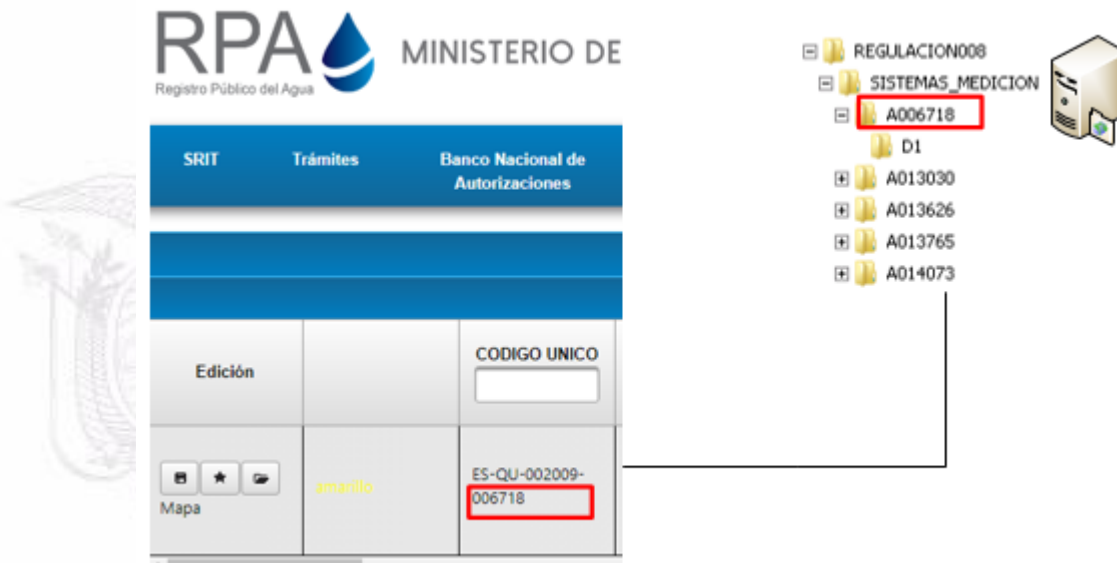 RPA
Registro Público del Agua
MINISTERIO DE
SRIT
Trámites
Banco Nacional de
Autorizaciones
Edición
CODIGO UNICO
Mapa
amarillo
ES-QU-002009-
006718
REGULACION008
SISTEMAS_MEDICION
A006718
D1
A013030
A013626
A013765
A014073